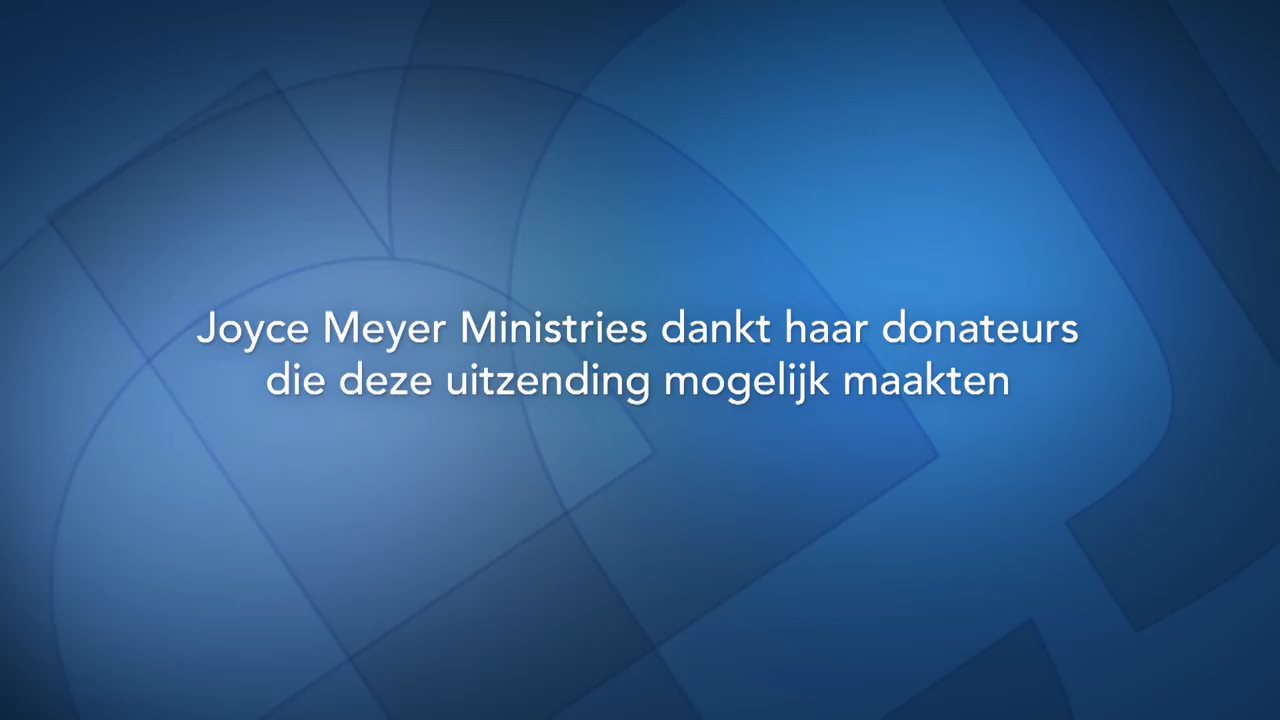 Joyce Meyer Ministries dankt haar donateurs
die deze uitzending mogelijk maakten